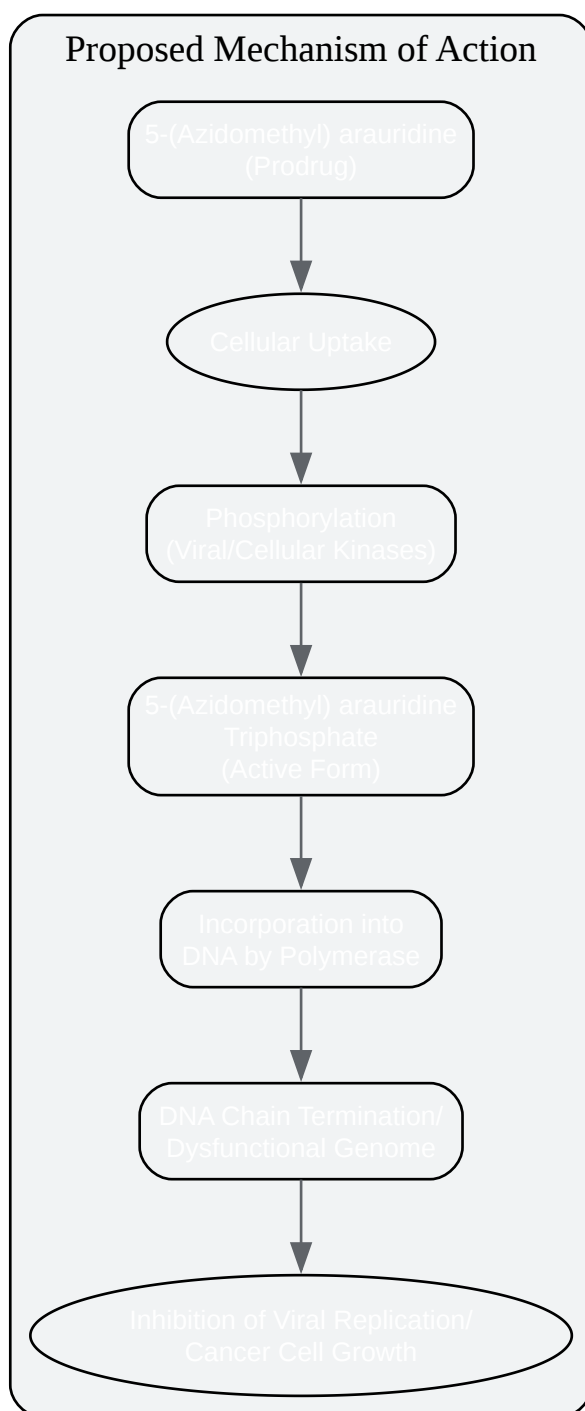 Proposed Mechanism of Action
5-(Azidomethyl) arauridine
(Prodrug)
Cellular Uptake
Phosphorylation
(Viral/Cellular Kinases)
5-(Azidomethyl) arauridine
Triphosphate
(Active Form)
Incorporation into
DNA by Polymerase
DNA Chain Termination/
Dysfunctional Genome
Inhibition of Viral Replication/
Cancer Cell Growth